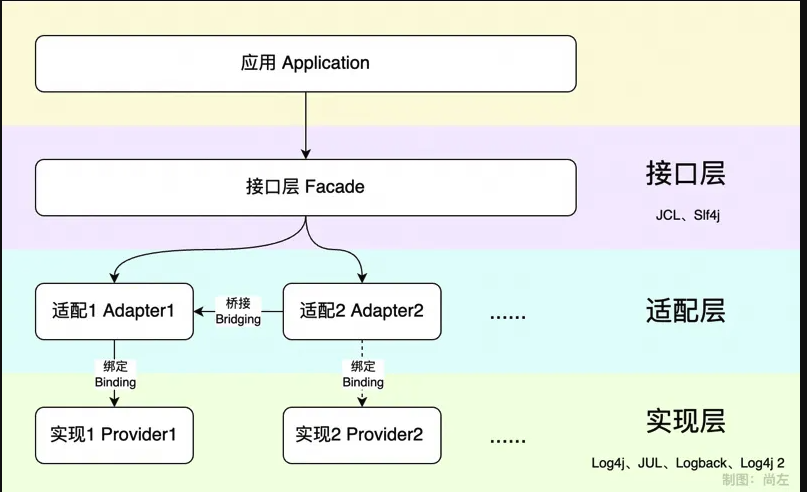 应用 Application
接口层 Facade
接口层
JCL、Slf4j
适配1 Adapter1
桥接
Bridging
适配2 Adapter2
……
适配层
绑定
Binding
绑定
Binding
实现1 Provider1
实现2 Provider2
……
实现层
Log4j、JUL、Logback、Log4j 2
制图：尚左